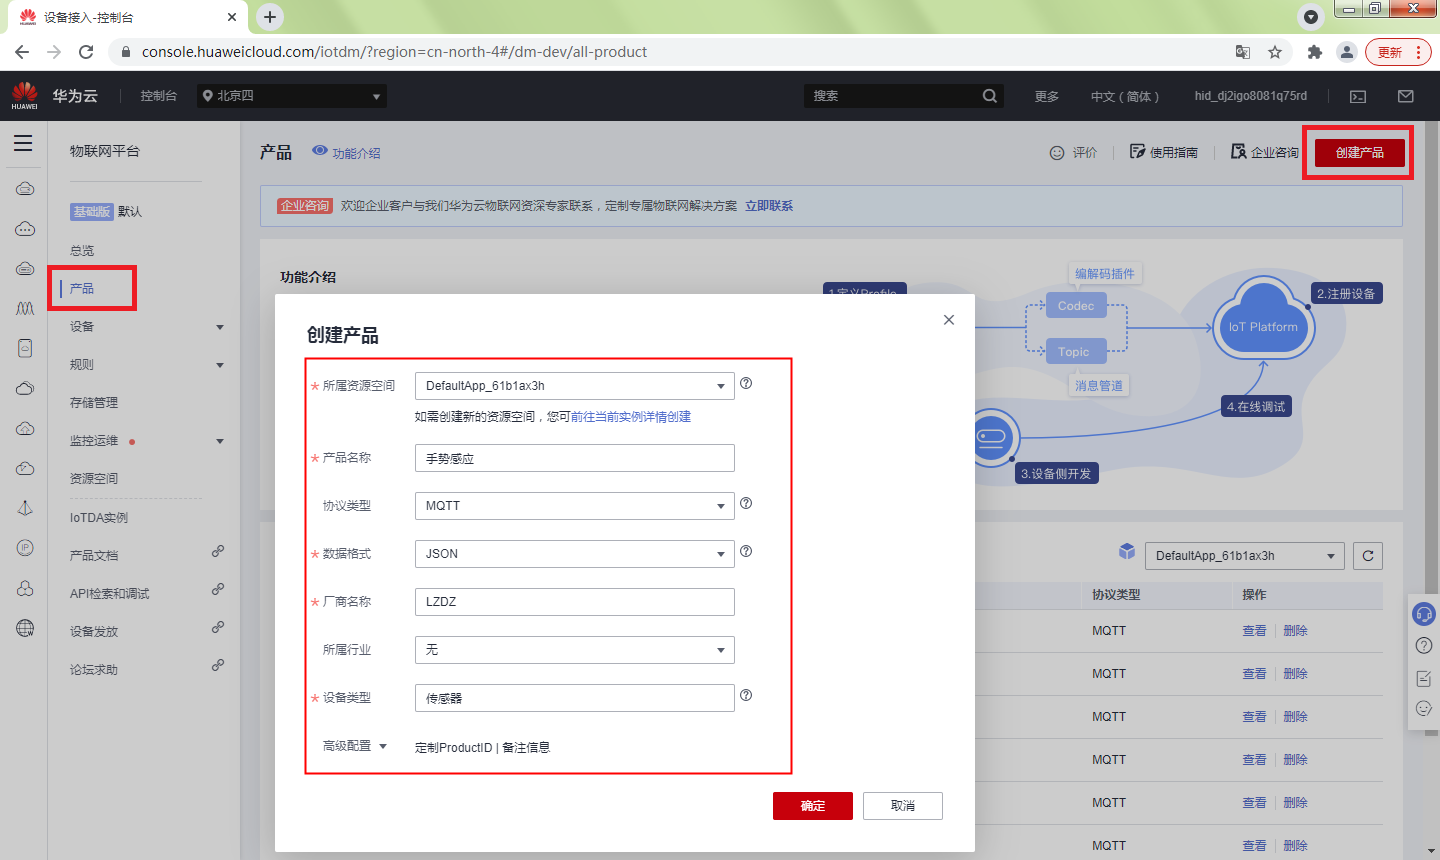 设备接入-控制台
console.huaweicloud.com/iotdm/?region=cn-north-4#/dm-dev/all-product
更新
HUAWEI
华为云
控制台
北京四
搜索
更多
中文（简体）
hid_dj2igo8081q75rd
物联网平台
基础版 默认
总览
产品
设备
规则
存储管理
监控运维
资源空间
IoTDA实例
产品文档
API检索和调试
设备发放
论坛求助
产品
功能介绍
评价
使用指南
企业咨询
创建产品
企业咨询 欢迎企业客户与我们华为云物联网资深专家联系，定制专属物联网解决方案 立即联系
功能介绍
1.定义Profile
编解码插件
Codec
Topic
消息管道
IoT Platform
2.注册设备
4.在线调试
3.设备侧开发
创建产品
* 所属资源空间 DefaultApp_61b1ax3h
如需创建新的资源空间，您可前往当前实例详情创建
* 产品名称 手势感应
协议类型 MQTT
* 数据格式 JSON
* 厂商名称 LZDZ
所属行业 无
* 设备类型 传感器
高级配置 定制ProductID | 备注信息
确定
取消
DefaultApp_61b1ax3h
协议类型 操作
MQTT 查看 删除
MQTT 查看 删除
MQTT 查看 删除
MQTT 查看 删除
MQTT 查看 删除
MQTT 查看 删除